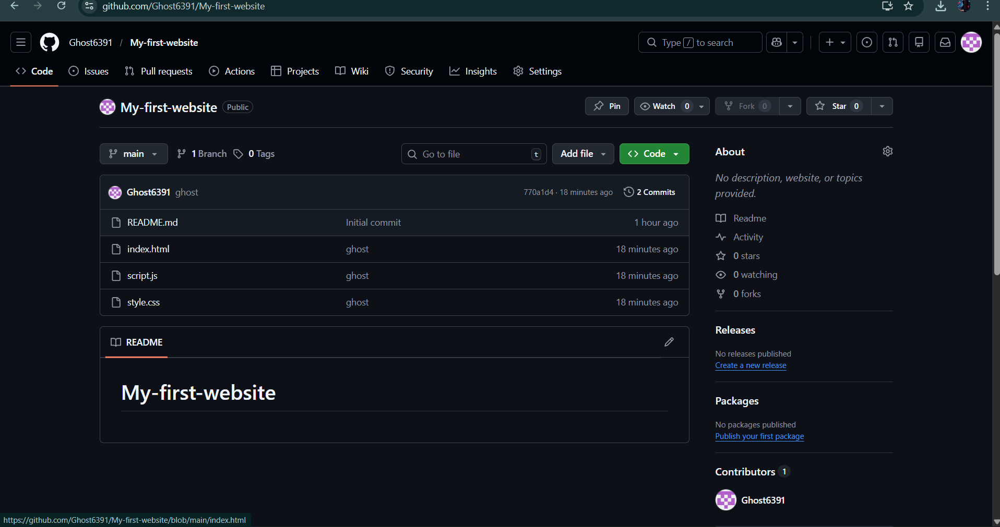 github.com/Ghost6391/My-first-website
Ghost6391 / My-first-website
Type / to search
Code Issues Pull requests Actions Projects Wiki Security Insights Settings
My-first-website Public
Pin Watch 0 Fork 0 Star 0
main 1 Branch 0 Tags Go to file t Add file Code
Ghost6391 ghost 770a1d4 · 18 minutes ago 2 Commits
README.md Initial commit 1 hour ago
index.html ghost 18 minutes ago
script.js ghost 18 minutes ago
style.css ghost 18 minutes ago
README
My-first-website
About
No description, website, or topics
provided.
Readme
Activity
0 stars
0 watching
0 forks
Releases
No releases published
Create a new release
Packages
No packages published
Publish your first package
Contributors 1
Ghost6391
https://github.com/Ghost6391/My-first-website/blob/main/index.html